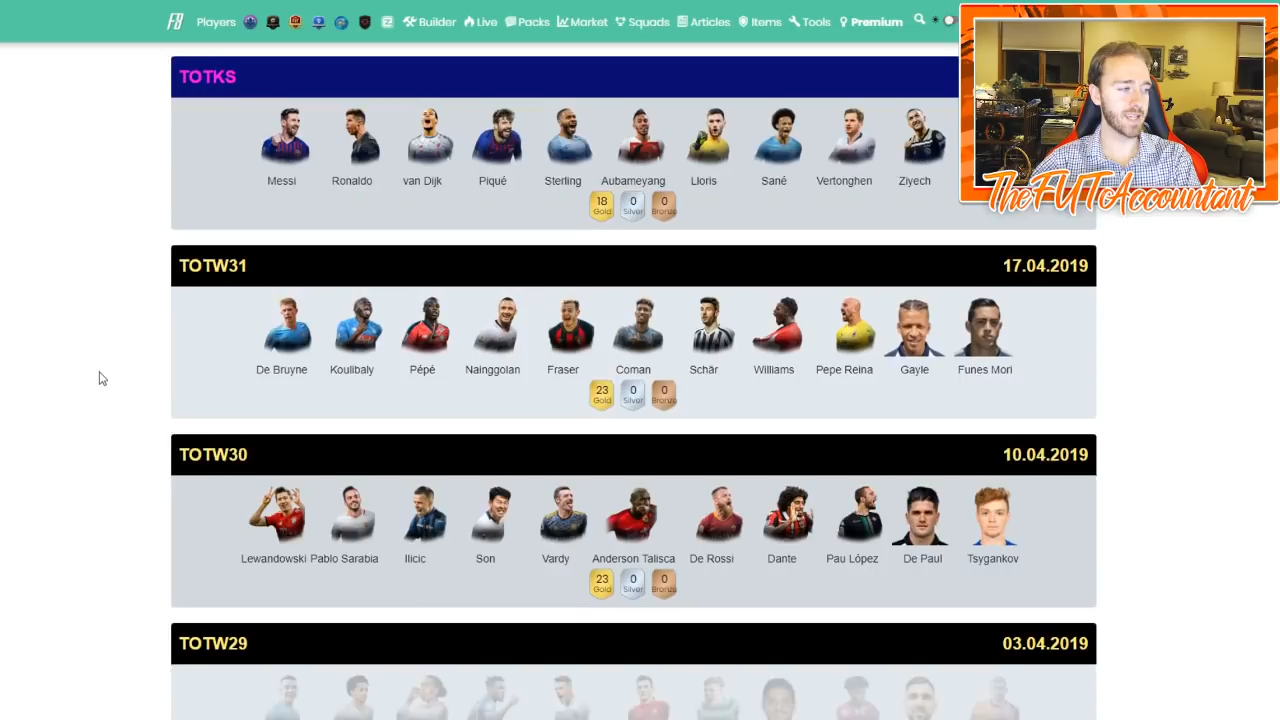 F8 Players Builder Live Packs Market Squads Articles Items Tools Premium
TheFUTAccountant
TOTKS
Messi Ronaldo van Dijk Piqué Sterling Aubameyang Lloris Sané Vertonghen Ziyech
18 0 0
Gold Silver Bronze
TOTW31 17.04.2019
De Bruyne Koulibaly Pépé Nainggolan Fraser Coman Schär Williams Pepe Reina Gayle Funes Mori
23 0 0
Gold Silver Bronze
TOTW30 10.04.2019
Lewandowski Pablo Sarabia Ilicic Son Vardy Anderson Talisca De Rossi Dante Pau López De Paul Tsygankov
23 0 0
Gold Silver Bronze
TOTW29 03.04.2019